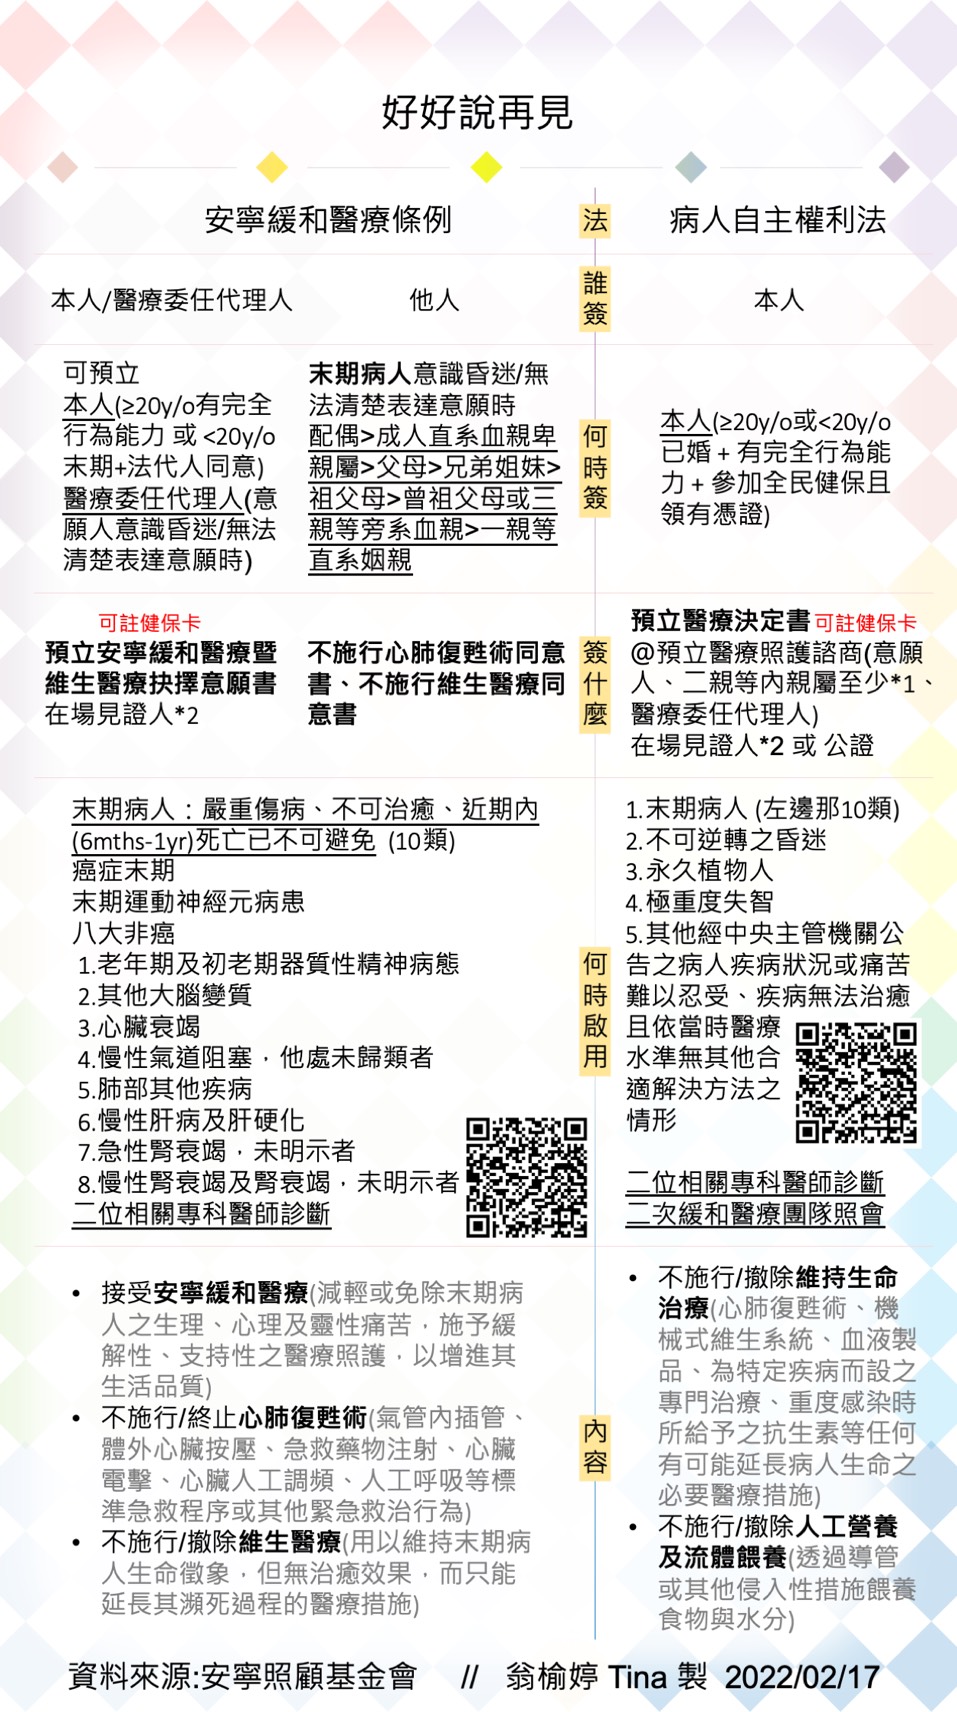 好好說再見
安寧緩和醫療條例
法
病人自主權利法
本人/醫療委任代理人
他人
誰簽
本人
可預立
本人(≥20y/o有完全
行為能力 或 <20y/o
末期+法代人同意)
醫療委任代理人(意
願人意識昏迷/無法
清楚表達意願時)
末期病人意識昏迷/無
法清楚表達意願時
配偶>成人直系血親卑
親屬>父母>兄弟姐妹>
祖父母>曾祖父母或三
親等旁系血親>一親等
直系姻親
何時簽
本人(≥20y/o或<20y/o
已婚 + 有完全行為能
力 + 參加全民健保且
領有憑證)
可註健保卡
預立安寧緩和醫療暨
維生醫療抉擇意願書
在場見證人*2
不施行心肺復甦術同意
書、不施行維生醫療同
意書
簽什麼
預立醫療決定書 可註健保卡
@預立醫療照護諮商(意願
人、二親等內親屬至少*1、
醫療委任代理人)
在場見證人*2 或 公證
末期病人：嚴重傷病、不可治癒、近期內
(6mths-1yr)死亡已不可避免 (10類)
癌症末期
末期運動神經元病患
八大非癌
1.老年期及初老期器質性精神病態
2.其他大腦變質
3.心臟衰竭
4.慢性氣道阻塞，他處未歸類者
5.肺部其他疾病
6.慢性肝病及肝硬化
7.急性腎衰竭，未明示者
8.慢性腎衰竭及腎衰竭，未明示者
二位相關專科醫師診斷
何時啟用
1.末期病人 (左邊那10類)
2.不可逆轉之昏迷
3.永久植物人
4.極重度失智
5.其他經中央主管機關公
告之病人疾病狀況或痛苦
難以忍受、疾病無法治癒
且依當時醫療
水準無其他合
適解決方法之
情形
二位相關專科醫師診斷
二次緩和醫療團隊照會
• 接受安寧緩和醫療(減輕或免除末期病
人之生理、心理及靈性痛苦，施予緩
解性、支持性之醫療照護，以增進其
生活品質)
• 不施行/終止心肺復甦術(氣管內插管、
體外心臟按壓、急救藥物注射、心臟
電擊、心臟人工調頻、人工呼吸等標
準急救程序或其他緊急救治行為)
• 不施行/撤除維生醫療(用以維持末期病
人生命徵象，但無治癒效果，而只能
延長其瀕死過程的醫療措施)
內容
• 不施行/撤除維持生命
治療(心肺復甦術、機
械式維生系統、血液製
品、為特定疾病而設之
專門治療、重度感染時
所給予之抗生素等任何
有可能延長病人生命之
必要醫療措施)
• 不施行/撤除人工營養
及流體餵養(透過導管
或其他侵入性措施餵養
食物與水分)
資料來源:安寧照顧基金會 // 翁榆婷 Tina 製 2022/02/17